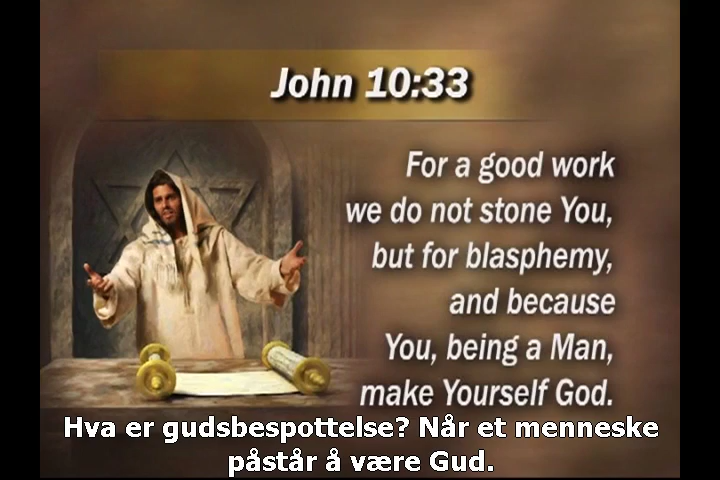 John 10:33
For a good work
we do not stone You,
but for blasphemy,
and because
You, being a Man,
make Yourself God.
Hva er gudsbespottelse? Når et menneske
påstår å være Gud.